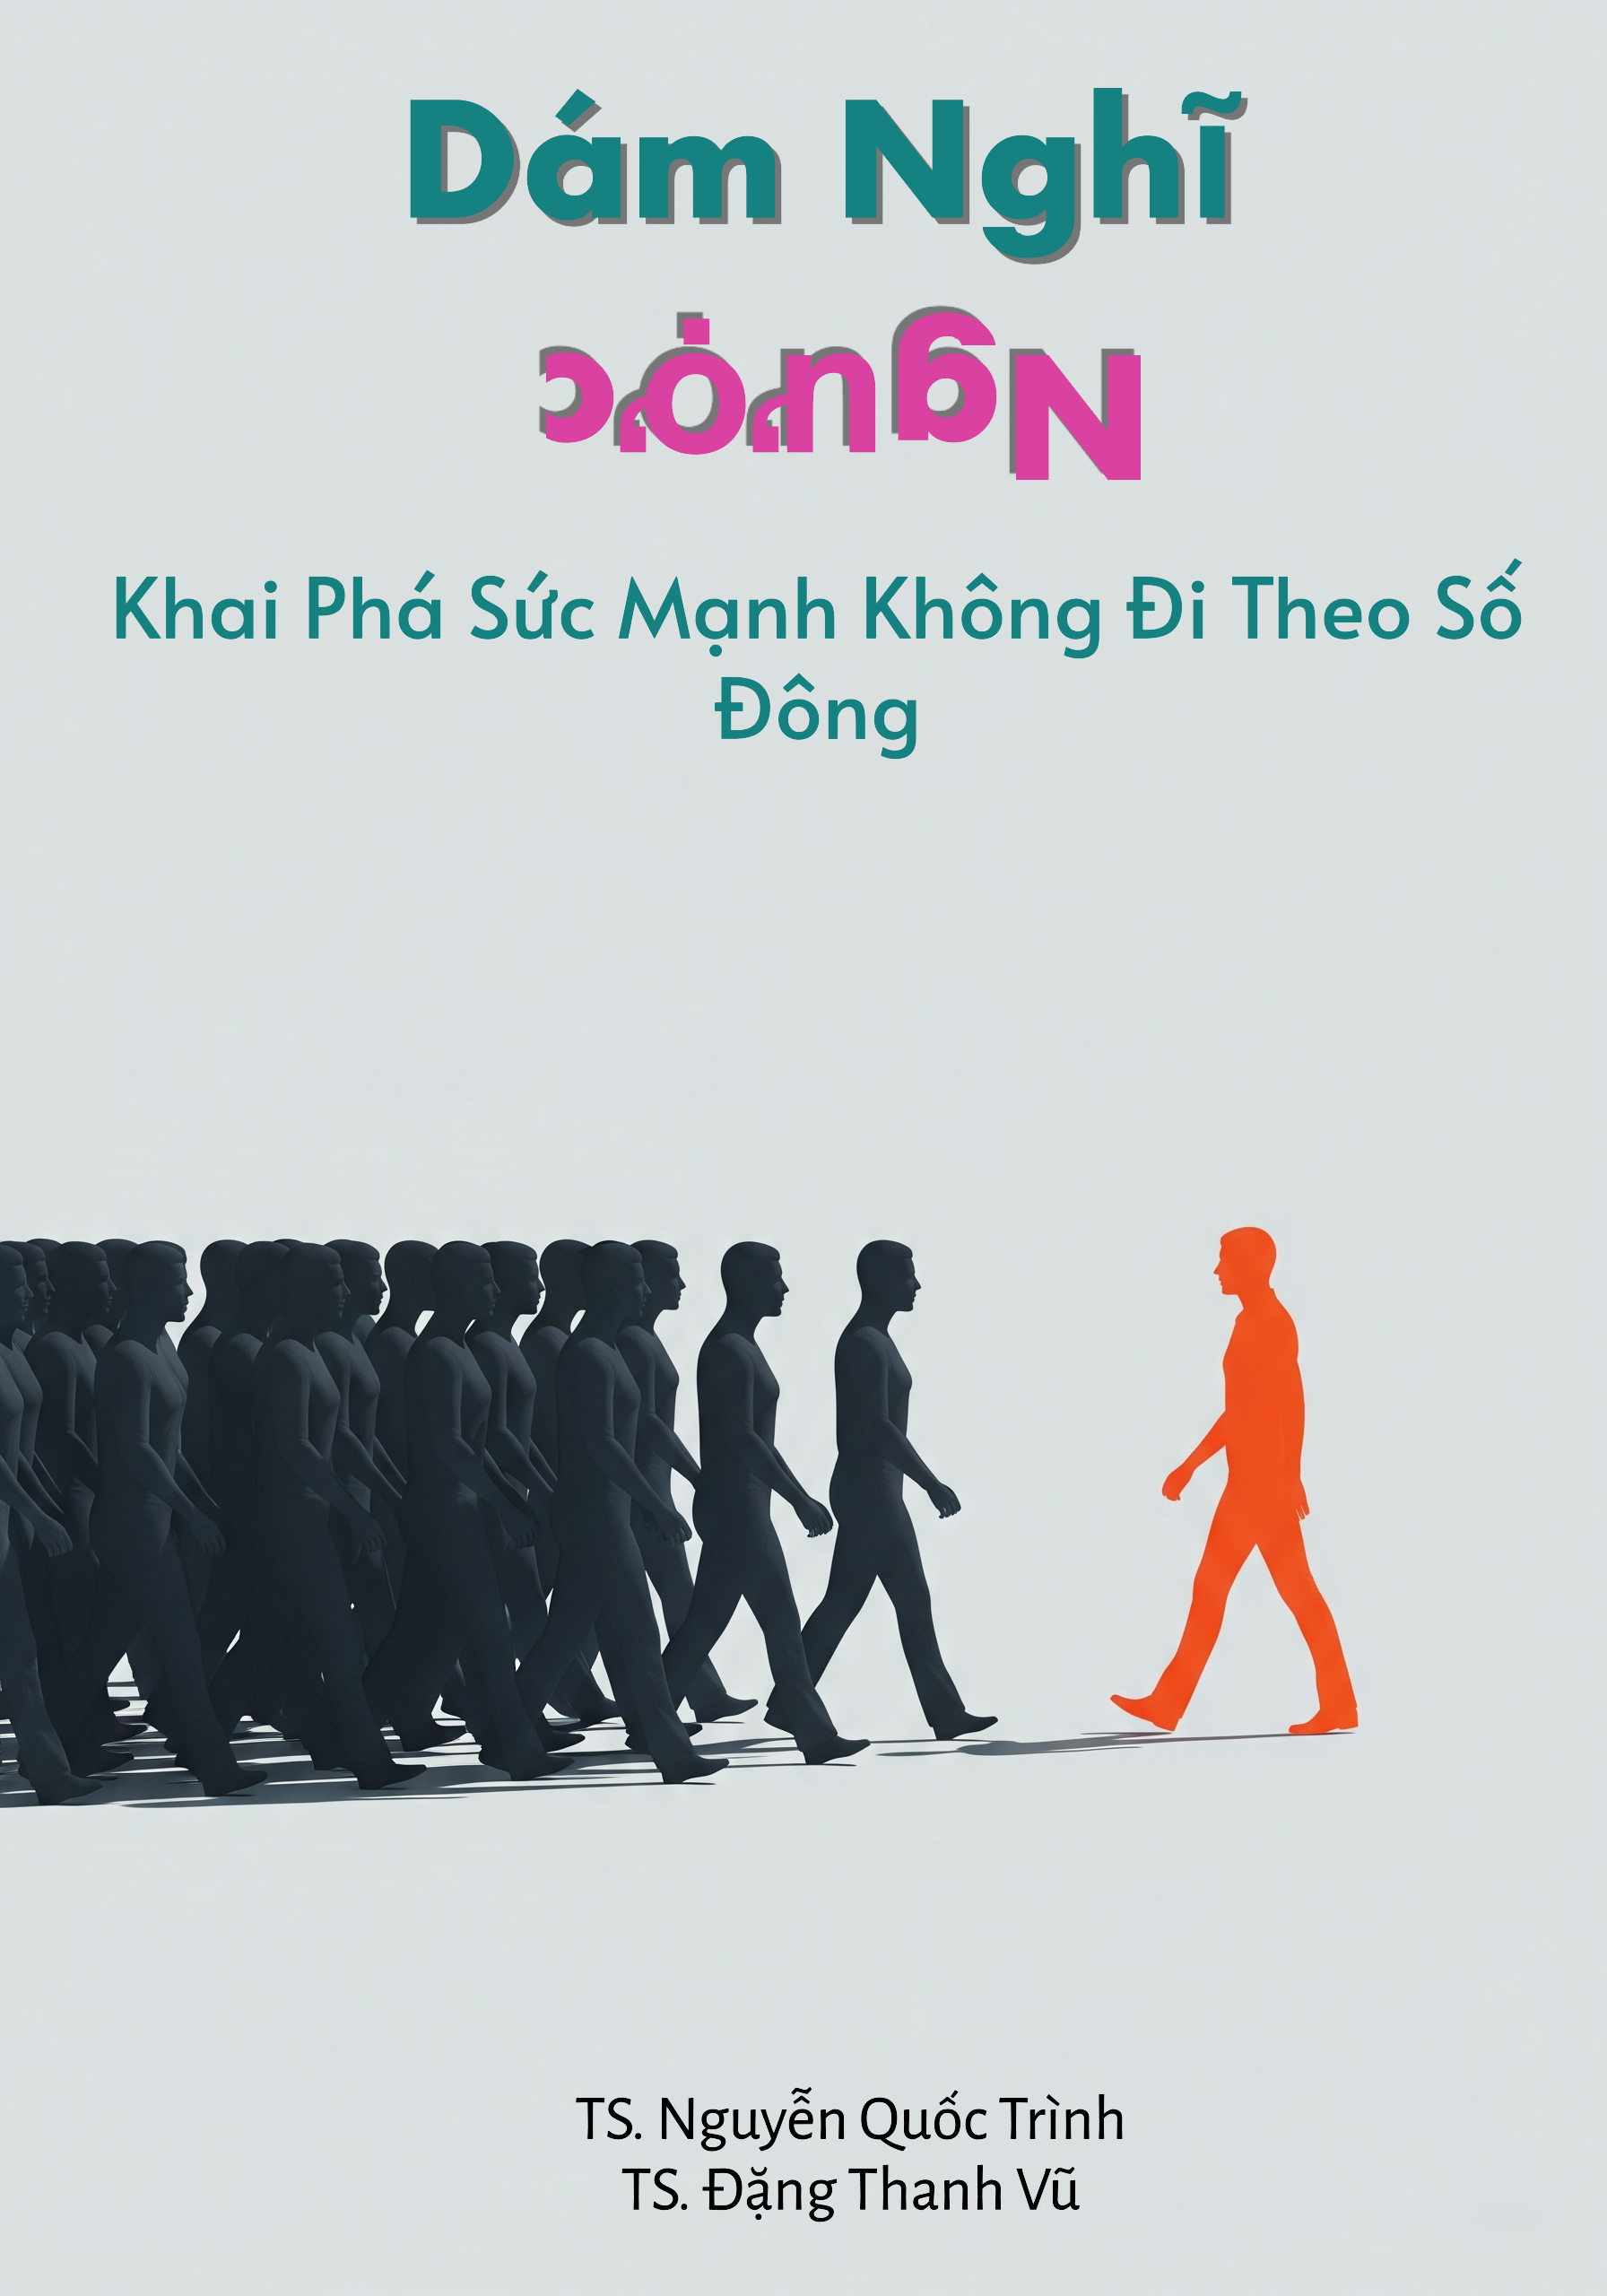 Dám Nghĩ
Ngược
Khai Phá Sức Mạnh Không Đi Theo Số
Đông
TS. Nguyễn Quốc Trình
TS. Đặng Thanh Vũ